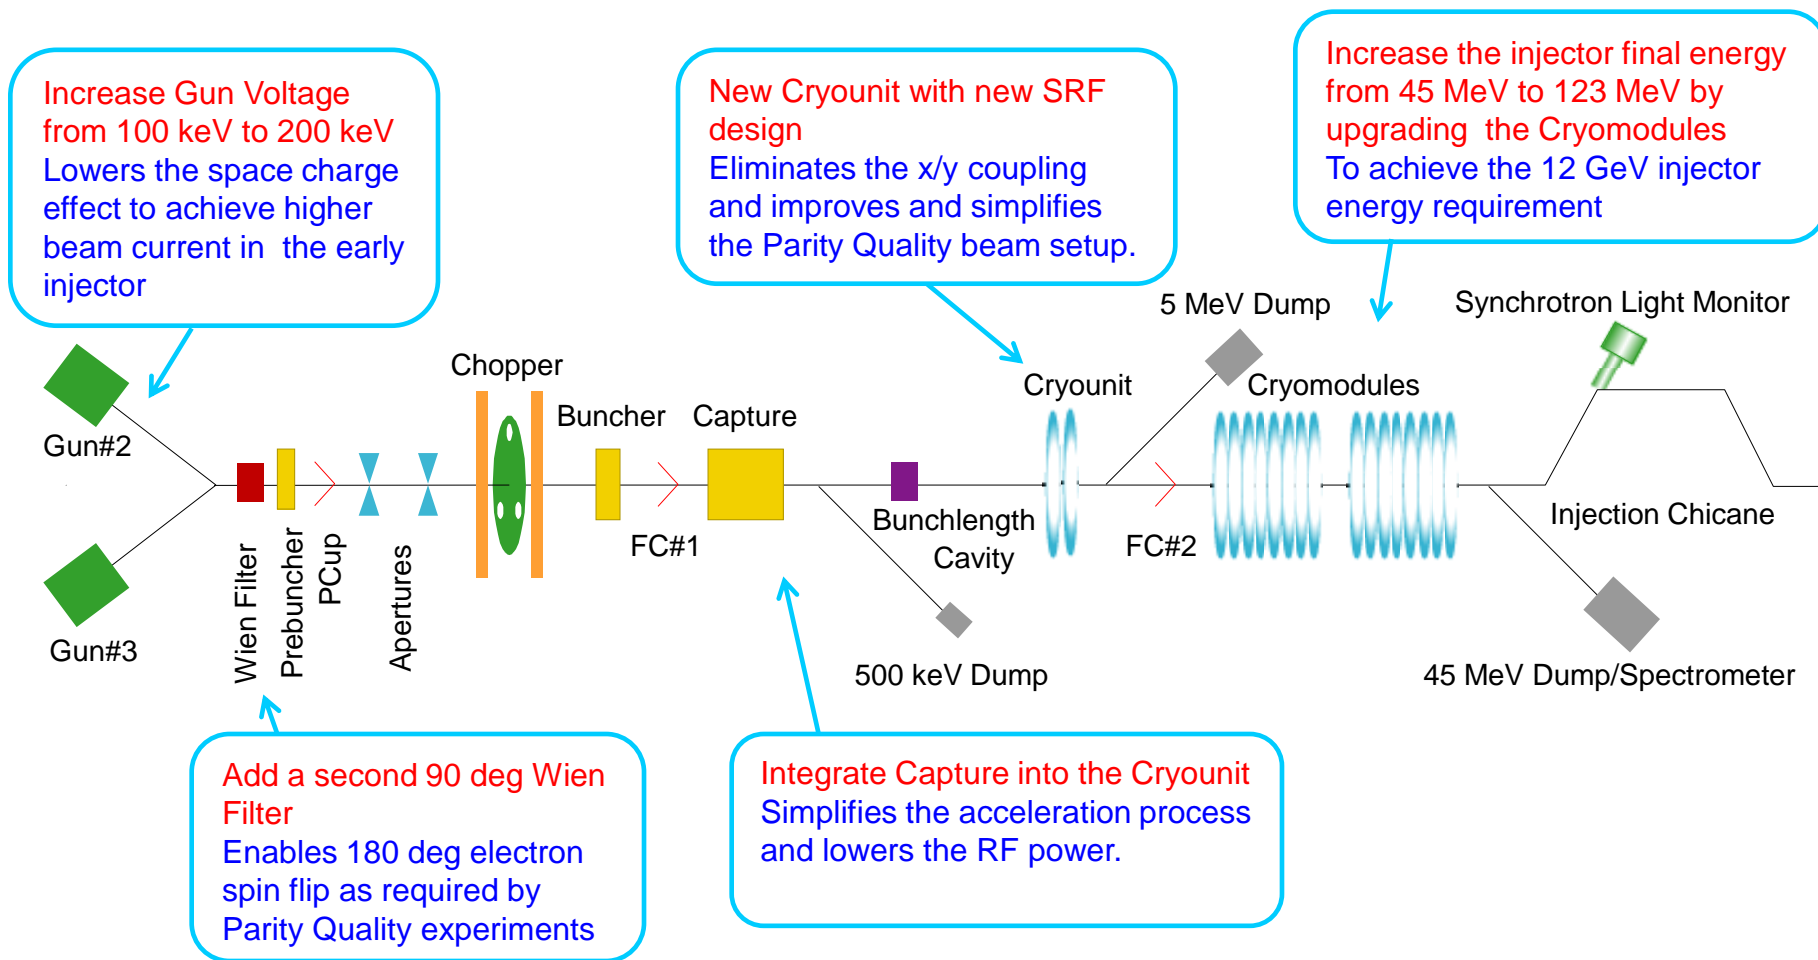 Increase Gun Voltage
from 100 keV to 200 keV
Lowers the space charge
effect to achieve higher
beam current in the early
injector
New Cryounit with new SRF
design
Eliminates the x/y coupling
and improves and simplifies
the Parity Quality beam setup.
Increase the injector final energy
from 45 MeV to 123 MeV by
upgrading the Cryomodules
To achieve the 12 GeV injector
energy requirement
5 MeV Dump
Synchrotron Light Monitor
Chopper
Cryounit
Cryomodules
Buncher
Capture
Gun#2
Bunchlength
Cavity
Injection Chicane
FC#1
FC#2
Gun#3
Wien Filter
Prebuncher
PCup
Apertures
500 keV Dump
45 MeV Dump/Spectrometer
Add a second 90 deg Wien
Filter
Enables 180 deg electron
spin flip as required by
Parity Quality experiments
Integrate Capture into the Cryounit
Simplifies the acceleration process
and lowers the RF power.